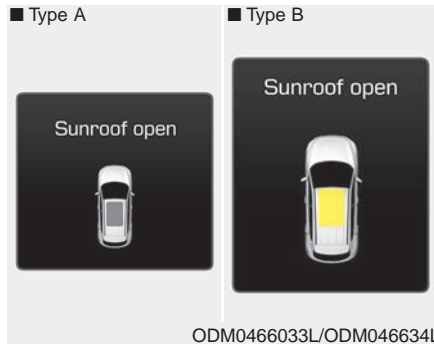 ■ Type A
■ Type B
Sunroof open
Sunroof open
ODM0466033L/ODM046634L